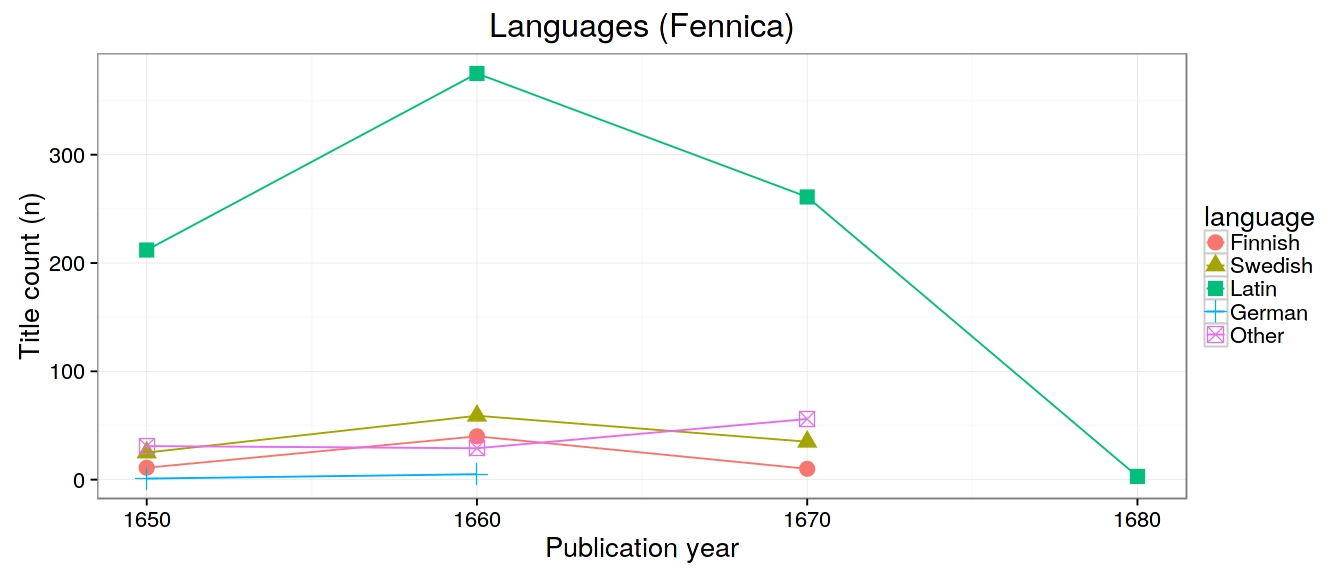 Languages (Fennica)
Title count (n)
300
200
100
0
1650
1660
1670
1680
Publication year
language
Finnish
Swedish
Latin
German
Other